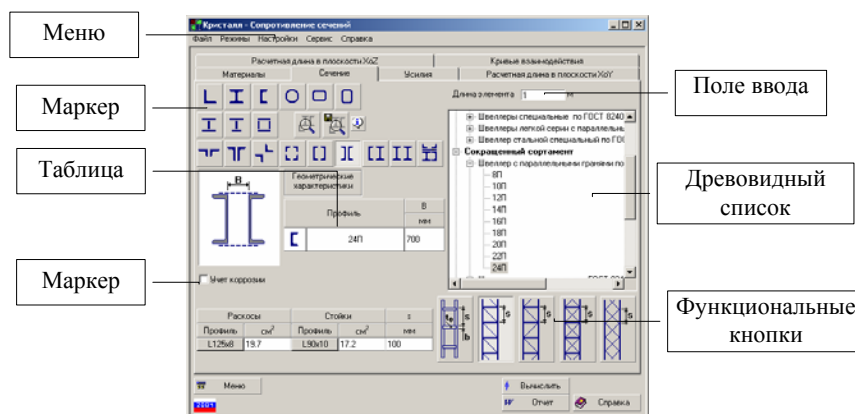 Меню
Маркер
Таблица
Маркер
Кристалл - Сопротивление сечений
Файл Режимы Настройки Сервис Справка
Расчетная длина в плоскости XoZ
Кривые взаимодействия
Материалы
Сечение
Усилия
Расчетная длина в плоскости XoY
Длина элемента 1 м
Швеллеры специальные по ГОСТ 8240
Швеллеры легкой серии с параллельны
Швеллер стальной специальный по ГО
Сокращенный сортамент
Швеллер с параллельными гранями по
8П
10П
12П
14П
16П
18П
20П
22П
24П
Геометрические
характеристики
B
Профиль
B
мм
24П
700
Учет коррозии
Раскосы
Стойки
s
Профиль
см²
Профиль
см²
мм
L125x8
19.7
L90x10
17.2
100
s
b
s
s
s
s
Меню
Вычислить
Отчет
Справка
2001
Поле ввода
Древовидный
список
Функциональные
кнопки